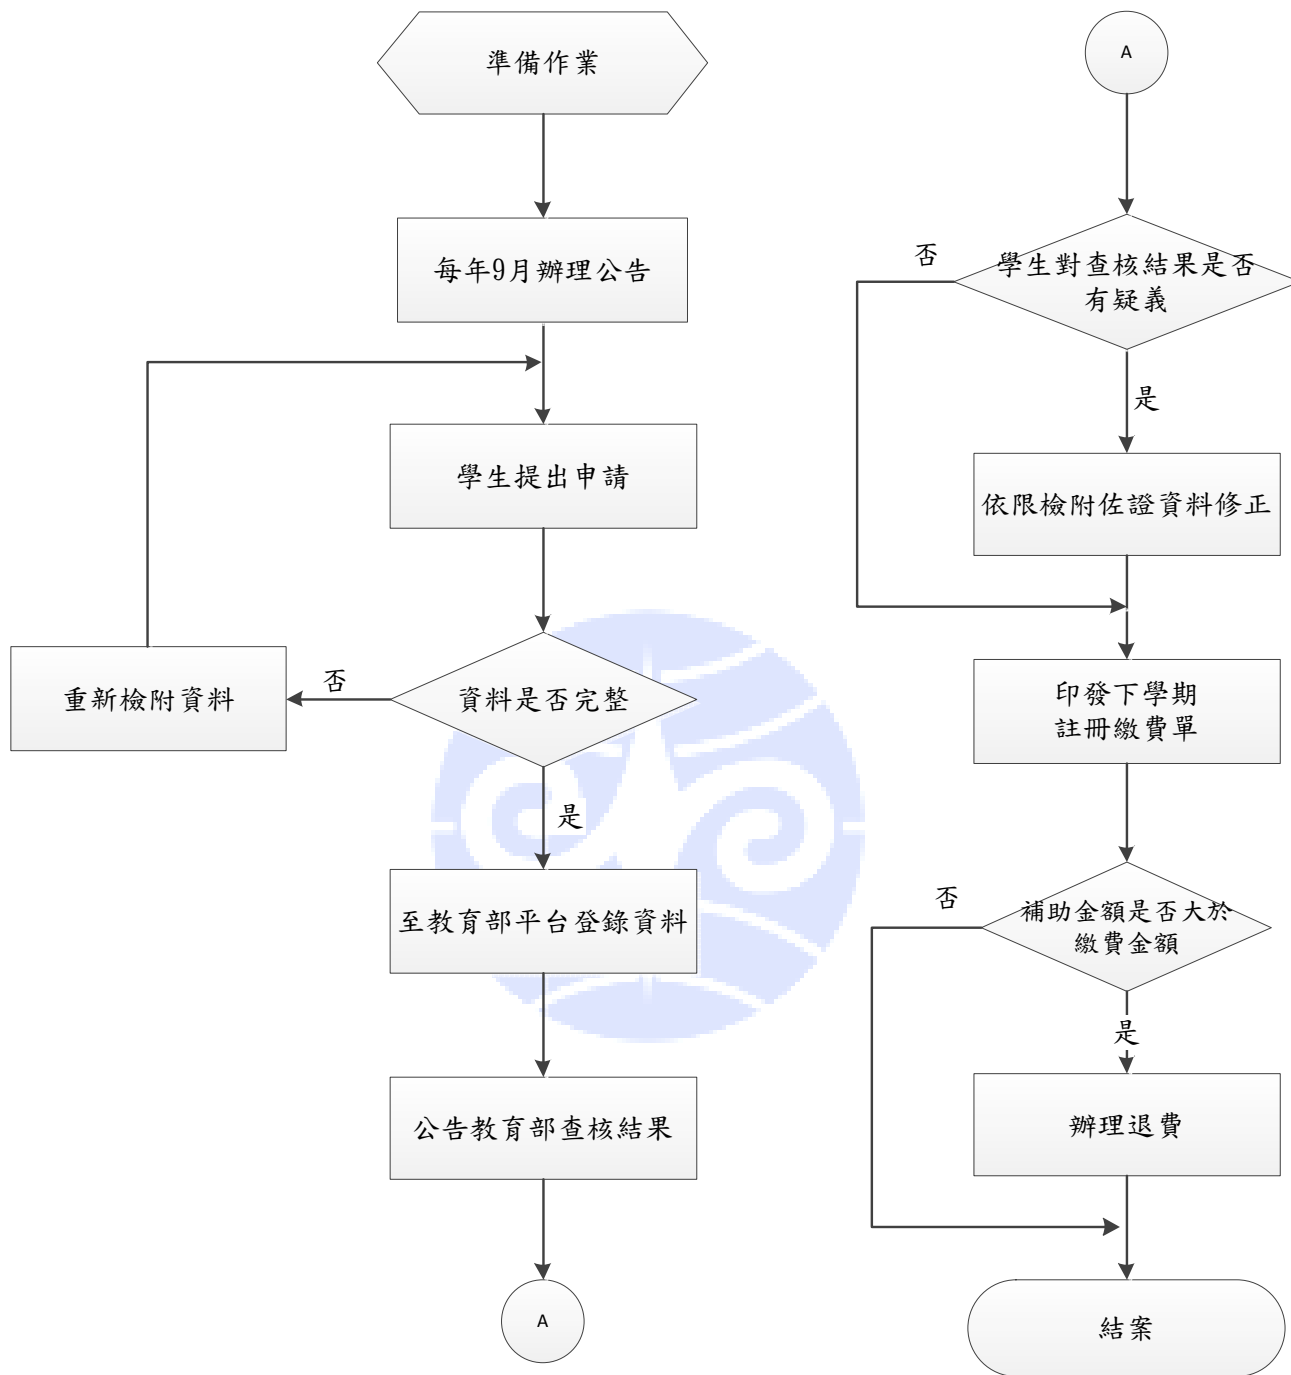 準備作業
每年9月辦理公告
學生提出申請
資料是否完整
否
重新檢附資料
是
至教育部平台登錄資料
公告教育部查核結果
A
A
學生對查核結果是否
有疑義
否
是
依限檢附佐證資料修正
印發下學期
註冊繳費單
補助金額是否大於
繳費金額
否
是
辦理退費
結案